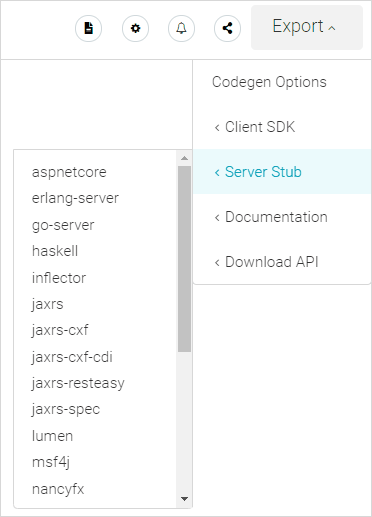 Export
Codegen Options
Client SDK
Server Stub
Documentation
Download API
aspnetcore
erlang-server
go-server
haskell
inflector
jaxrs
jaxrs-cxf
jaxrs-cxf-cdi
jaxrs-resteasy
jaxrs-spec
lumen
msf4j
nancyfx